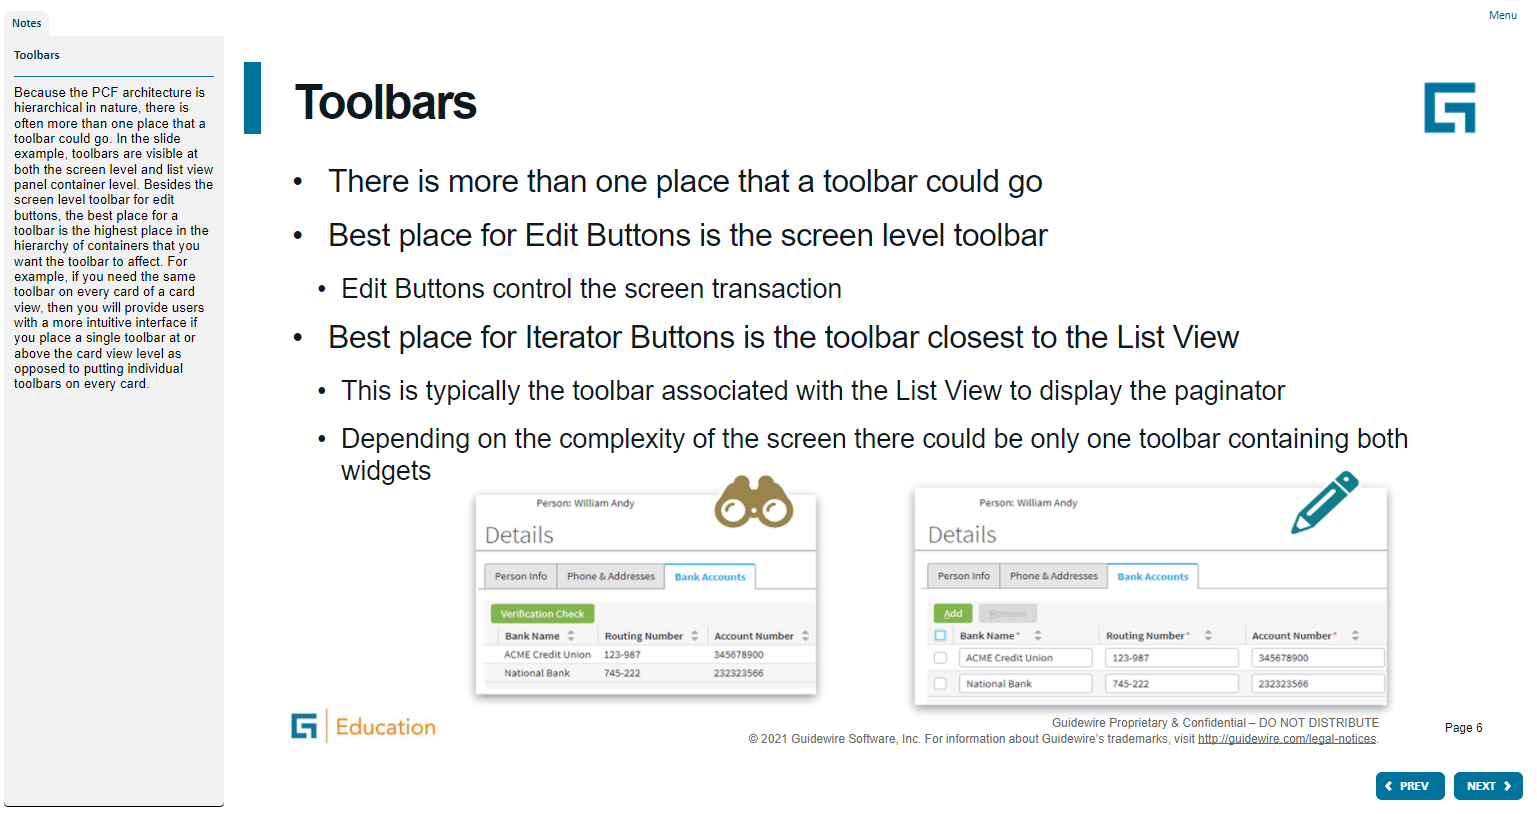 Notes
Menu
Toolbars
Because the PCF architecture is
hierarchical in nature, there is
often more than one place that a
toolbar could go. In the slide
example, toolbars are visible at
both the screen level and list view
panel container level. Besides the
screen level toolbar for edit
buttons, the best place for a
toolbar is the highest place in the
hierarchy of containers that you
want the toolbar to affect. For
example, if you need the same
toolbar on every card of a card
view, then you will provide users
with a more intuitive interface if
you place a single toolbar at or
above the card view level as
opposed to putting individual
toolbars on every card.
Toolbars
• There is more than one place that a toolbar could go
• Best place for Edit Buttons is the screen level toolbar
• Edit Buttons control the screen transaction
• Best place for Iterator Buttons is the toolbar closest to the List View
• This is typically the toolbar associated with the List View to display the paginator
• Depending on the complexity of the screen there could be only one toolbar containing both
widgets
Person: William Andy
Details
Person Info Phone & Addresses Bank Accounts
Verification Check
Bank Name Routing Number Account Number
ACME Credit Union 123-987 345678900
National Bank 745-222 232323566
Person: William Andy
Details
Person Info Phone & Addresses Bank Accounts
Add Remove
Bank Name* Routing Number* Account Number*
ACME Credit Union 123-987 345678900
National Bank 745-222 232323566
Education
Guidewire Proprietary & Confidential – DO NOT DISTRIBUTE
© 2021 Guidewire Software, Inc. For information about Guidewire's trademarks, visit http://guidewire.com/legal-notices.
Page 6
PREV
NEXT